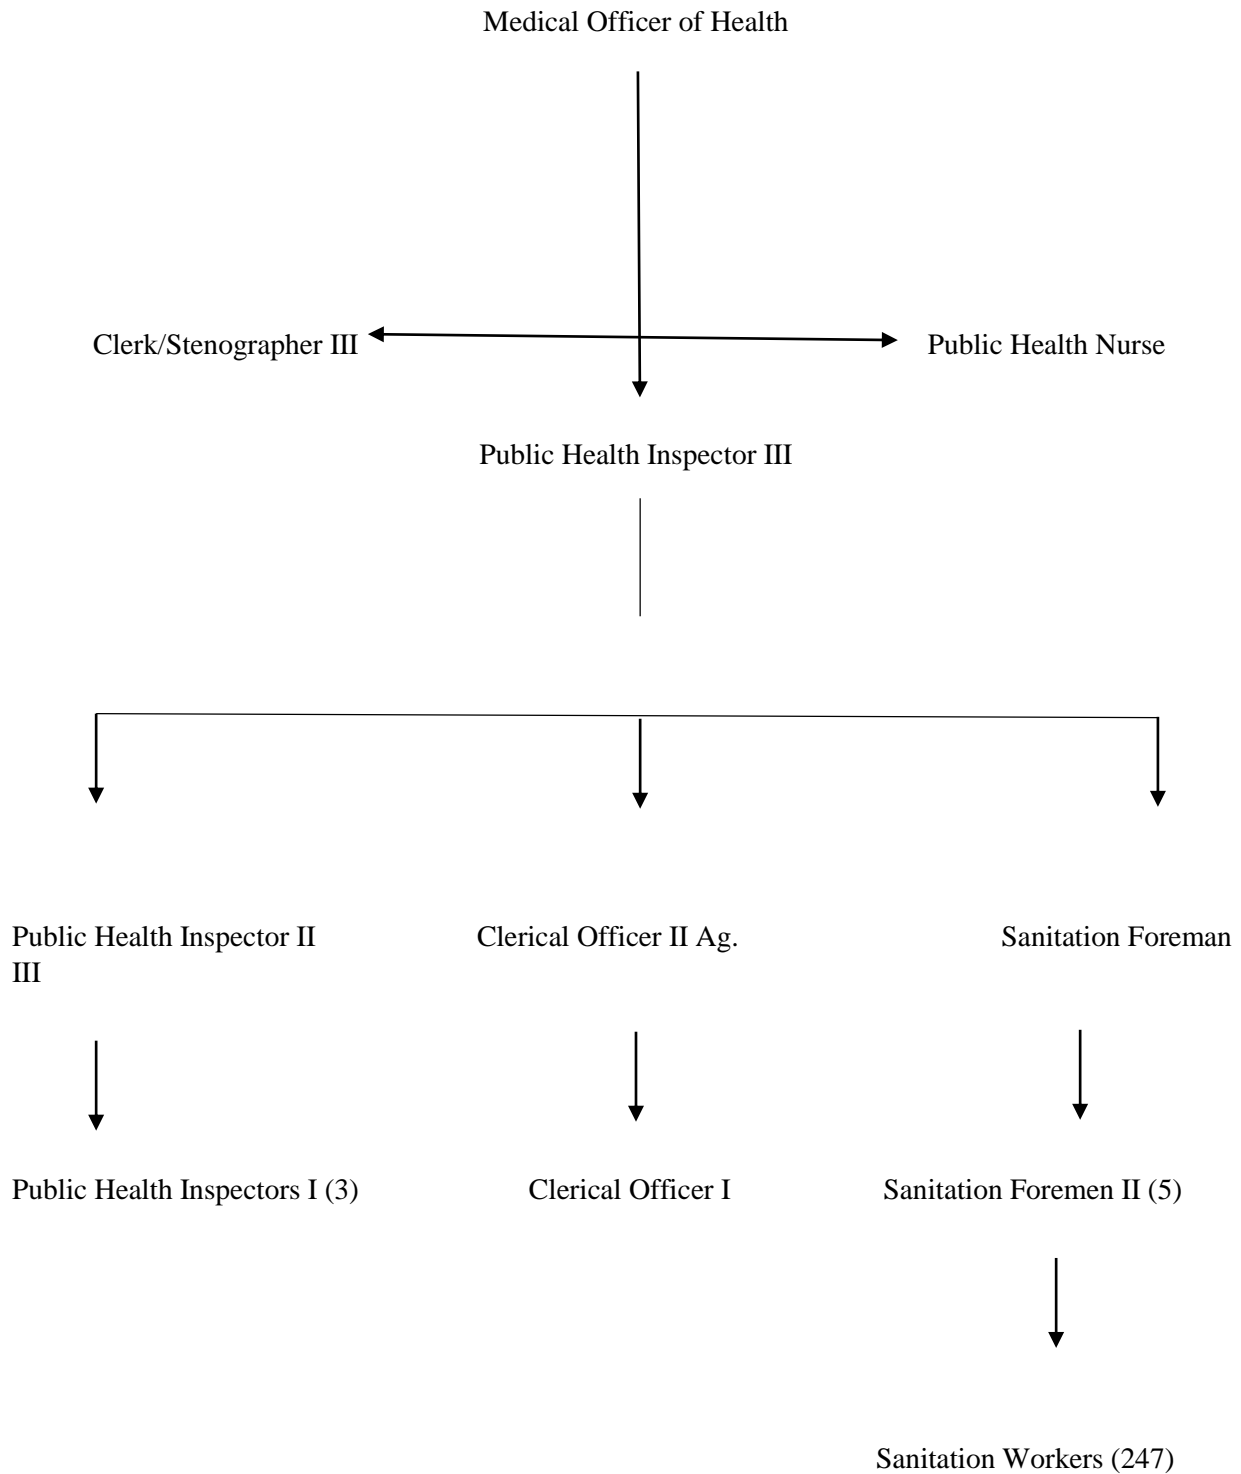 Medical Officer of Health
Clerk/Stenographer III
Public Health Nurse
Public Health Inspector III
Public Health Inspector II Clerical Officer II Ag. Sanitation Foreman
III
Public Health Inspectors I (3) Clerical Officer I Sanitation Foremen II (5)
Sanitation Workers (247)